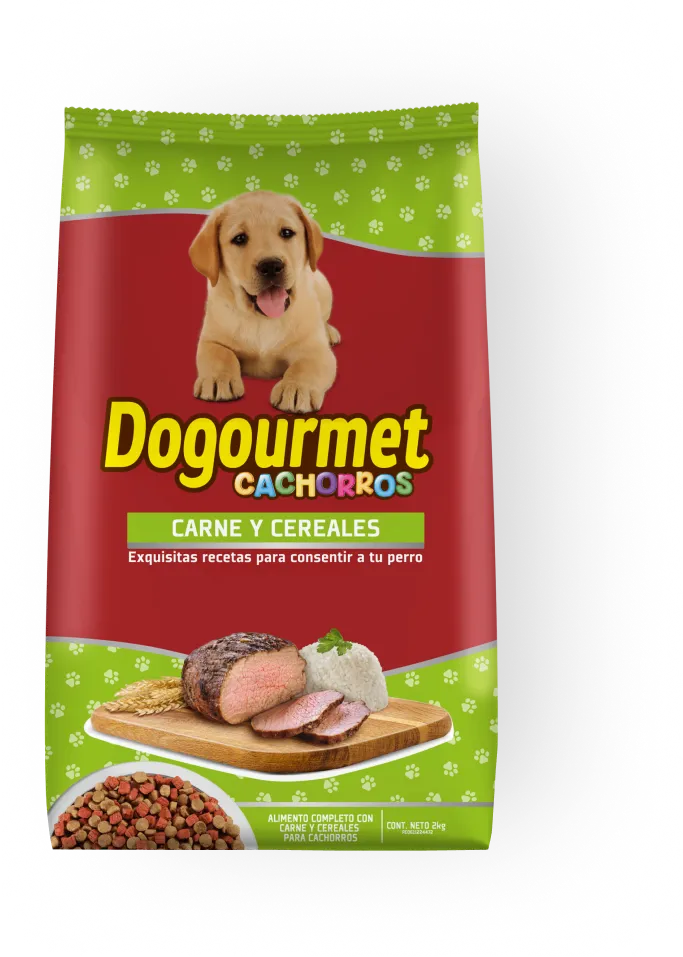 Dogourmet
CACHORROS
CARNE Y CEREALES
Exquisitas recetas para consentir a tu perro
ALIMENTO COMPLETO CON
CARNE Y CEREALES
PARA CACHORROS
CONT. NETO 2kg